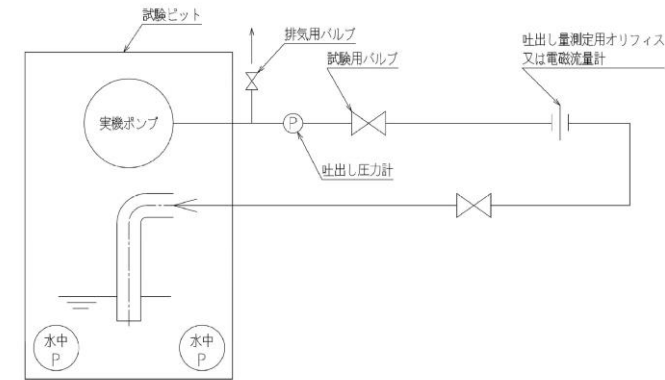 試験ピット
排気用バルブ
試験用バルブ
吐出し量測定用オリフィス
又は電磁流量計
実機ポンプ
P
吐出し圧力計
水中
P
水中
P